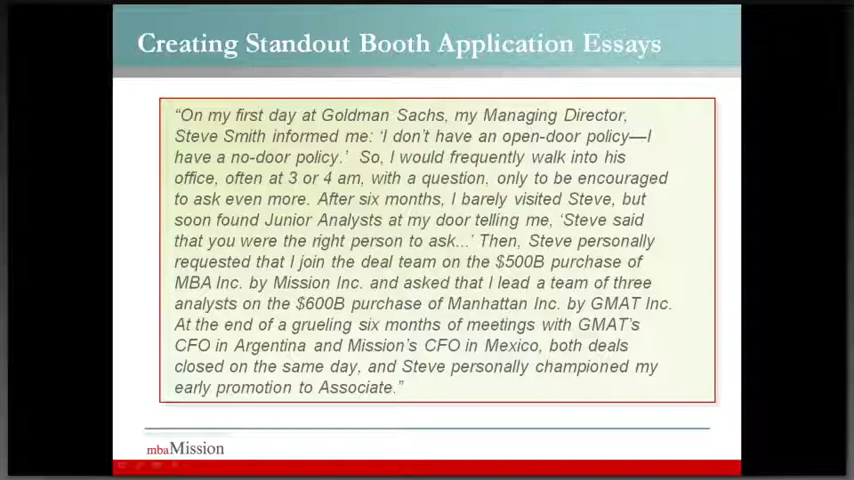 Creating Standout Booth Application Essays
“On my first day at Goldman Sachs, my Managing Director,
Steve Smith informed me: ‘I don’t have an open-door policy—I
have a no-door policy.’  So, I would frequently walk into his
office, often at 3 or 4 am, with a question, only to be encouraged
to ask even more. After six months, I barely visited Steve, but
soon found Junior Analysts at my door telling me, ‘Steve said
that you were the right person to ask...’ Then, Steve personally
requested that I join the deal team on the $500B purchase of
MBA Inc. by Mission Inc. and asked that I lead a team of three
analysts on the $600B purchase of Manhattan Inc. by GMAT Inc.
At the end of a grueling six months of meetings with GMAT’s
CFO in Argentina and Mission’s CFO in Mexico, both deals
closed on the same day, and Steve personally championed my
early promotion to Associate.”
mbaMission